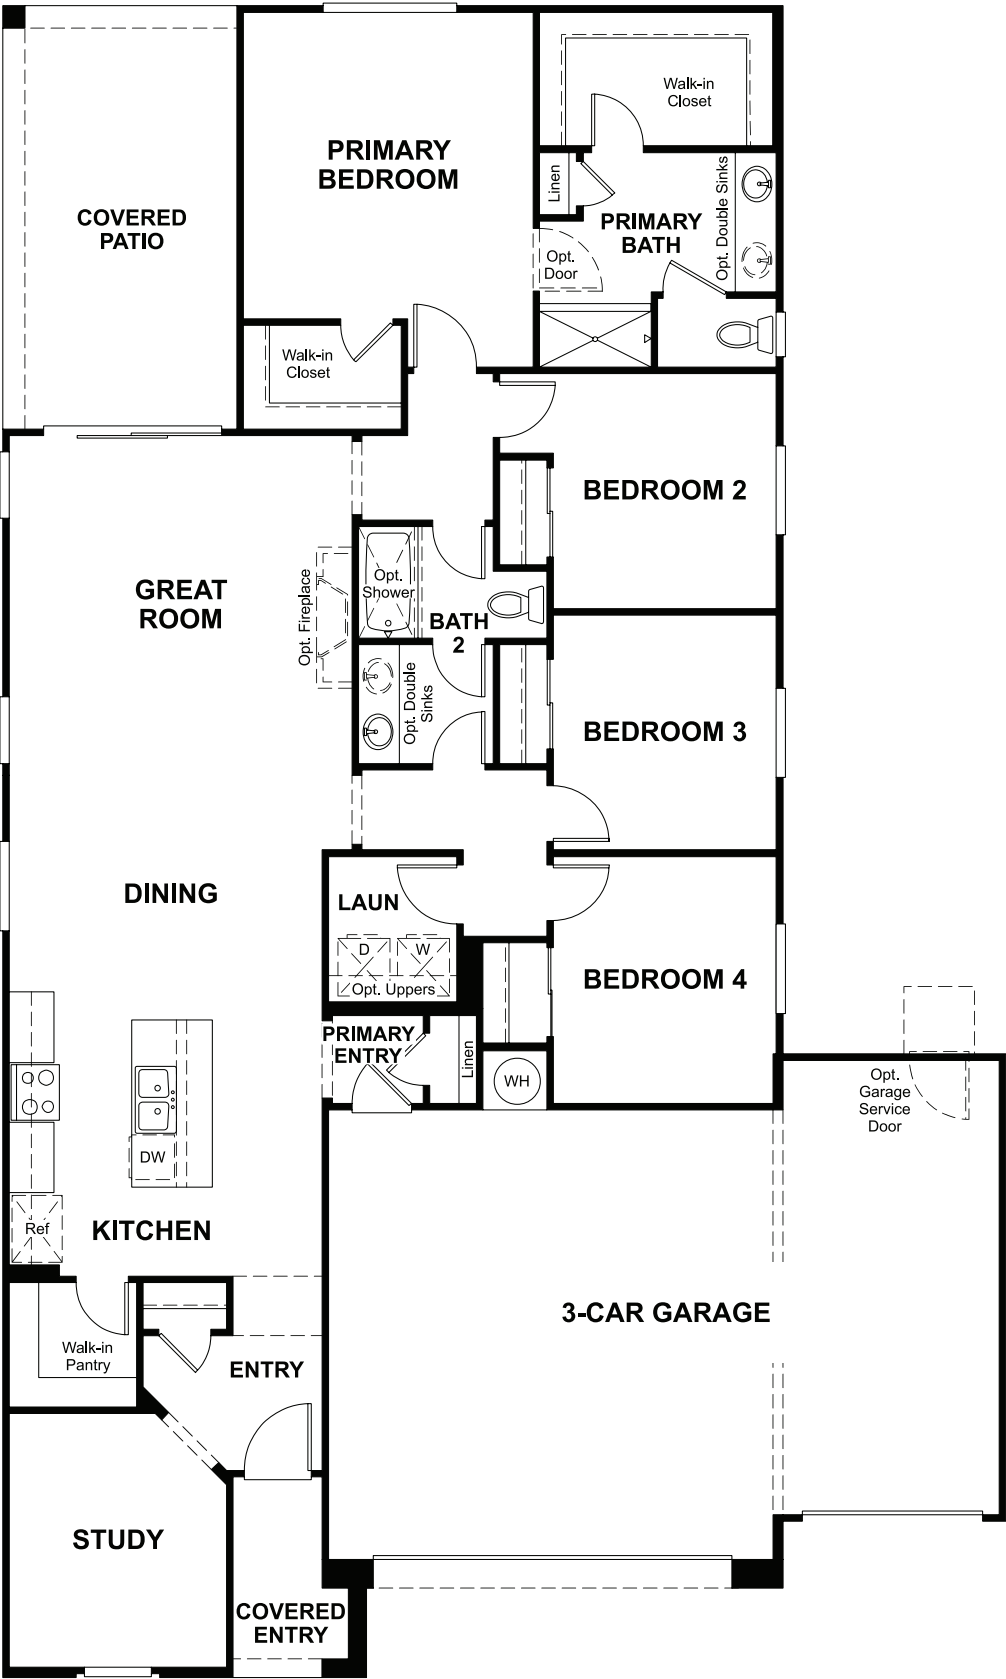 Walk-in
Closet
PRIMARY
BEDROOM
Linen
Opt. Double Sinks
COVERED
PATIO
PRIMARY
BATH
Opt.
Door
Walk-in
Closet
BEDROOM 2
GREAT
ROOM
Opt. Fireplace
Opt.
Shower
BATH
2
Opt. Double
Sinks
BEDROOM 3
DINING
LAUN
D
W
Opt. Uppers
BEDROOM 4
PRIMARY
ENTRY
Linen
WH
Opt.
Garage
Service
Door
DW
Ref
KITCHEN
3-CAR GARAGE
Walk-in
Pantry
ENTRY
STUDY
COVERED
ENTRY